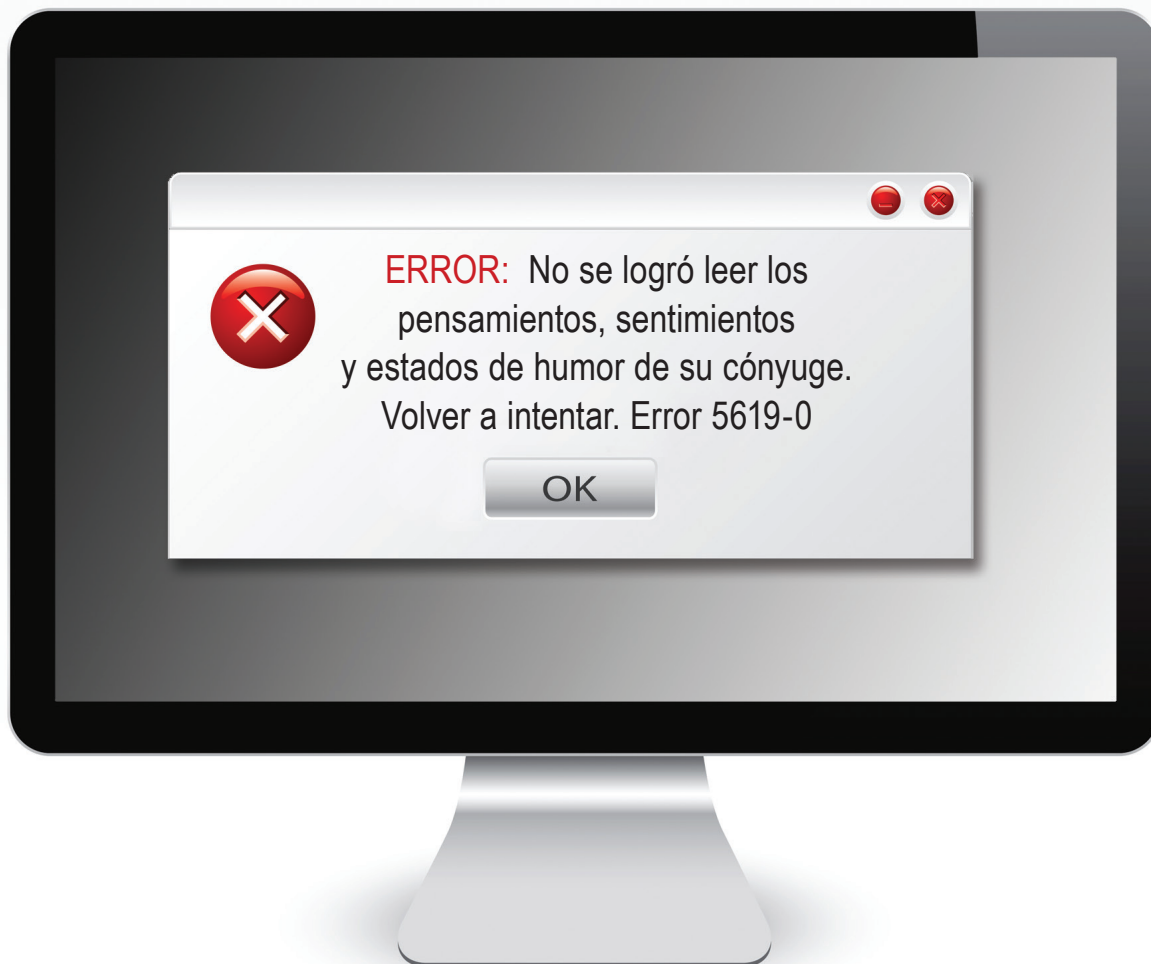 ERROR: No se logró leer los
pensamientos, sentimientos
y estados de humor de su cónyuge.
Volver a intentar. Error 5619-0
OK